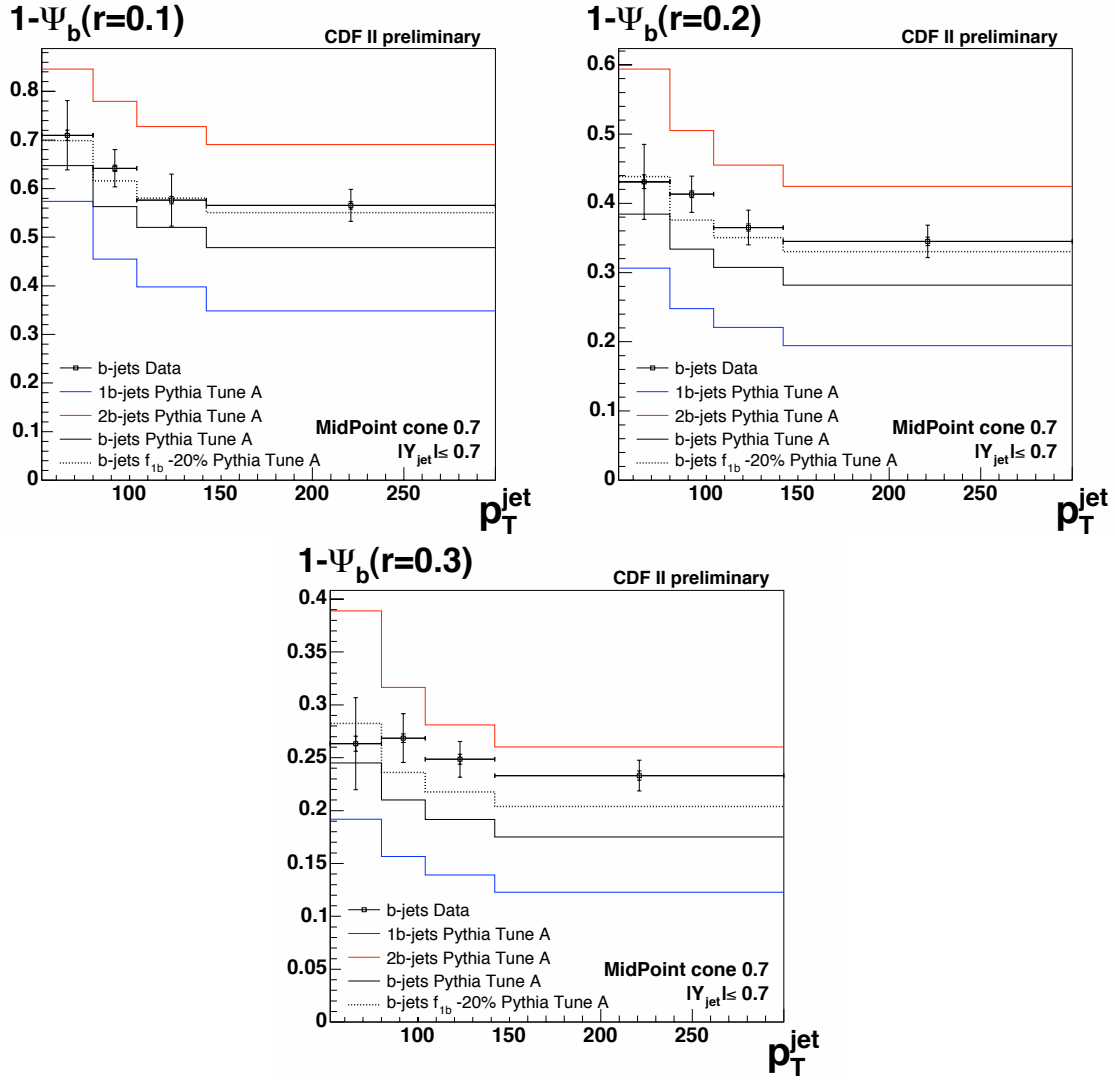 1-Ψb(r=0.1)
CDF II preliminary
0.8
0.7
0.6
0.5
0.4
0.3
0.2
0.1
0
b-jets Data
1b-jets Pythia Tune A
2b-jets Pythia Tune A
b-jets Pythia Tune A
b-jets f1b -20% Pythia Tune A
MidPoint cone 0.7
|Yjet|≤ 0.7
100 150 200 250
pTjet
1-Ψb(r=0.2)
CDF II preliminary
0.6
0.5
0.4
0.3
0.2
0.1
0
b-jets Data
1b-jets Pythia Tune A
2b-jets Pythia Tune A
b-jets Pythia Tune A
b-jets f1b -20% Pythia Tune A
MidPoint cone 0.7
|Yjet|≤ 0.7
100 150 200 250
pTjet
1-Ψb(r=0.3)
CDF II preliminary
0.4
0.35
0.3
0.25
0.2
0.15
0.1
0.05
0
b-jets Data
1b-jets Pythia Tune A
2b-jets Pythia Tune A
b-jets Pythia Tune A
b-jets f1b -20% Pythia Tune A
MidPoint cone 0.7
|Yjet|≤ 0.7
100 150 200 250
pTjet